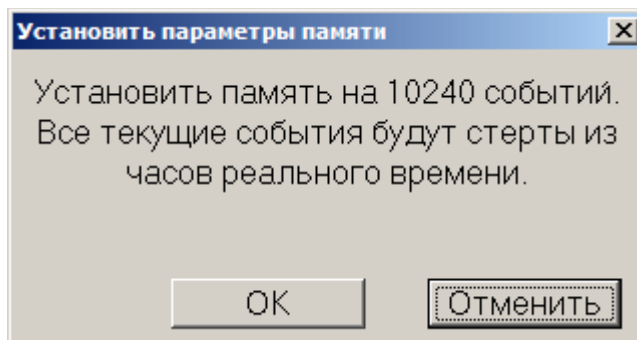 Установить параметры памяти
Установить память на 10240 событий.
Все текущие события будут стерты из
часов реального времени.
OK
Отменить